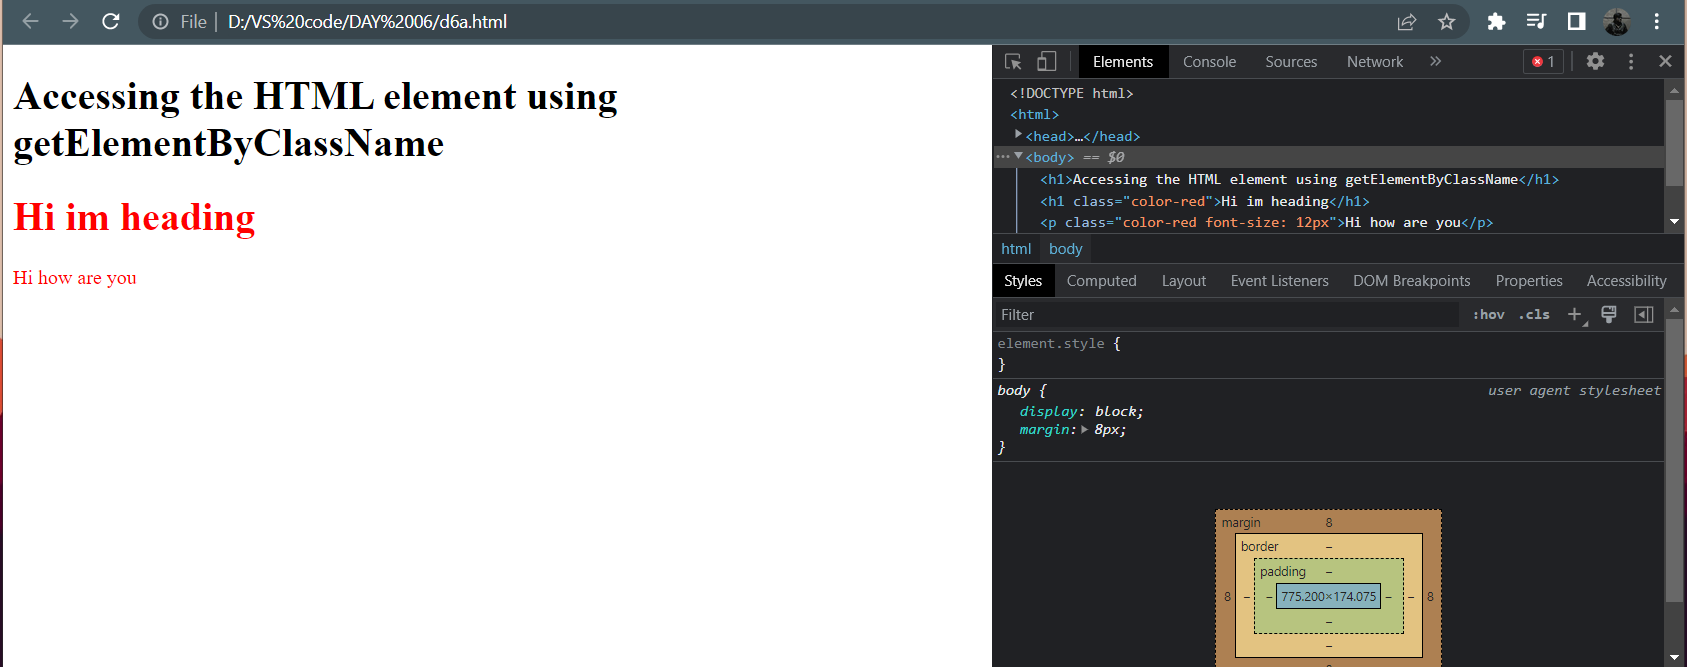 File | D:/VS%20code/DAY%2006/d6a.html
Accessing the HTML element using
getElementByClassName
Hi im heading
Hi how are you
Elements Console Sources Network » 1
<!DOCTYPE html>
<html>
<head>…</head>
<body> == $0
<h1>Accessing the HTML element using getElementByClassName</h1>
<h1 class="color-red">Hi im heading</h1>
<p class="color-red font-size: 12px">Hi how are you</p>
html body
Styles Computed Layout Event Listeners DOM Breakpoints Properties Accessibility
Filter :hov .cls +
element.style {
}
body { user agent stylesheet
display: block;
margin: 8px;
}
margin 8
border –
padding –
8 – – 775.200×174.075 – – 8
–
–